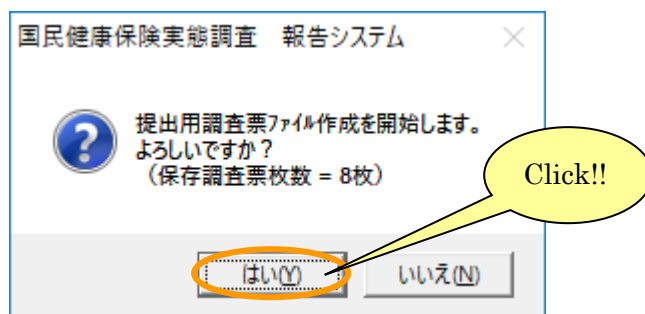 国民健康保険実態調査　報告システム
提出用調査票ﾌｧｲﾙ作成を開始します。
よろしいですか？
（保存調査票枚数 = 8枚）
Click!!
はい(Y)
いいえ(N)